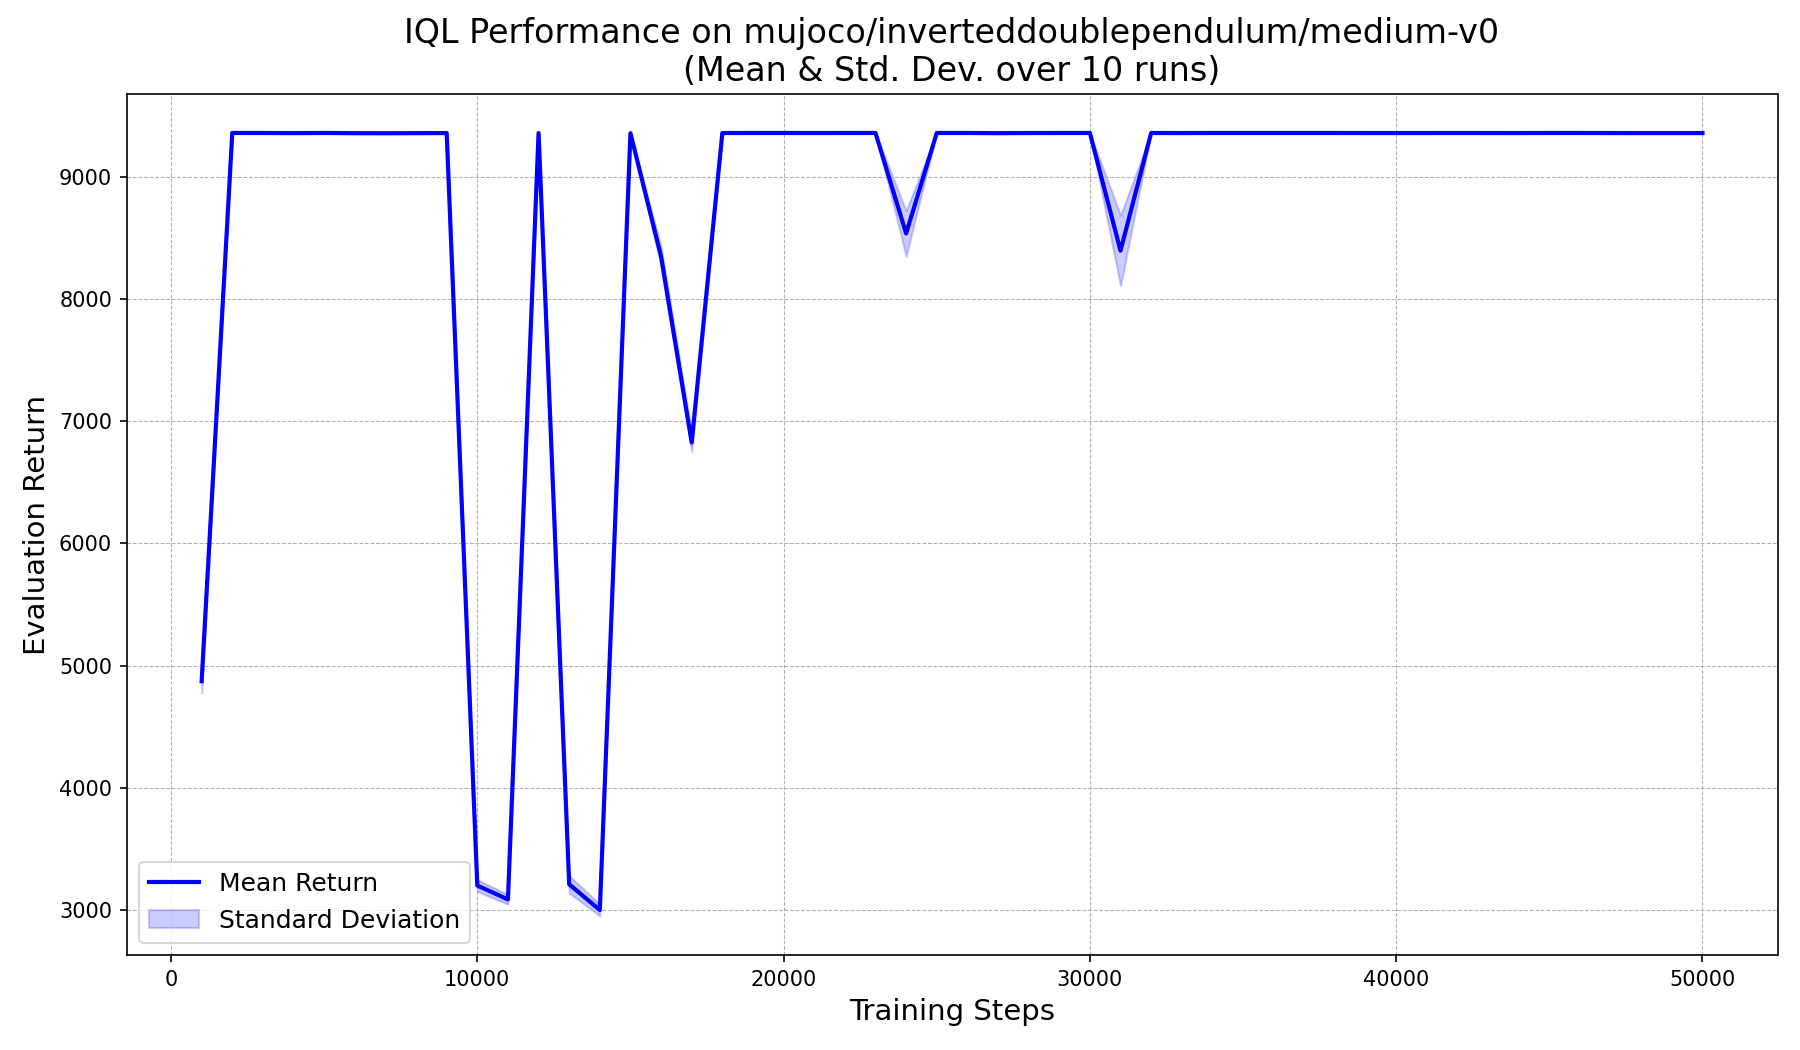 IQL Performance on mujoco/inverteddoublependulum/medium-v0
(Mean & Std. Dev. over 10 runs)
Evaluation Return
9000
8000
7000
6000
5000
4000
3000
Mean Return
Standard Deviation
0
10000
20000
30000
40000
50000
Training Steps